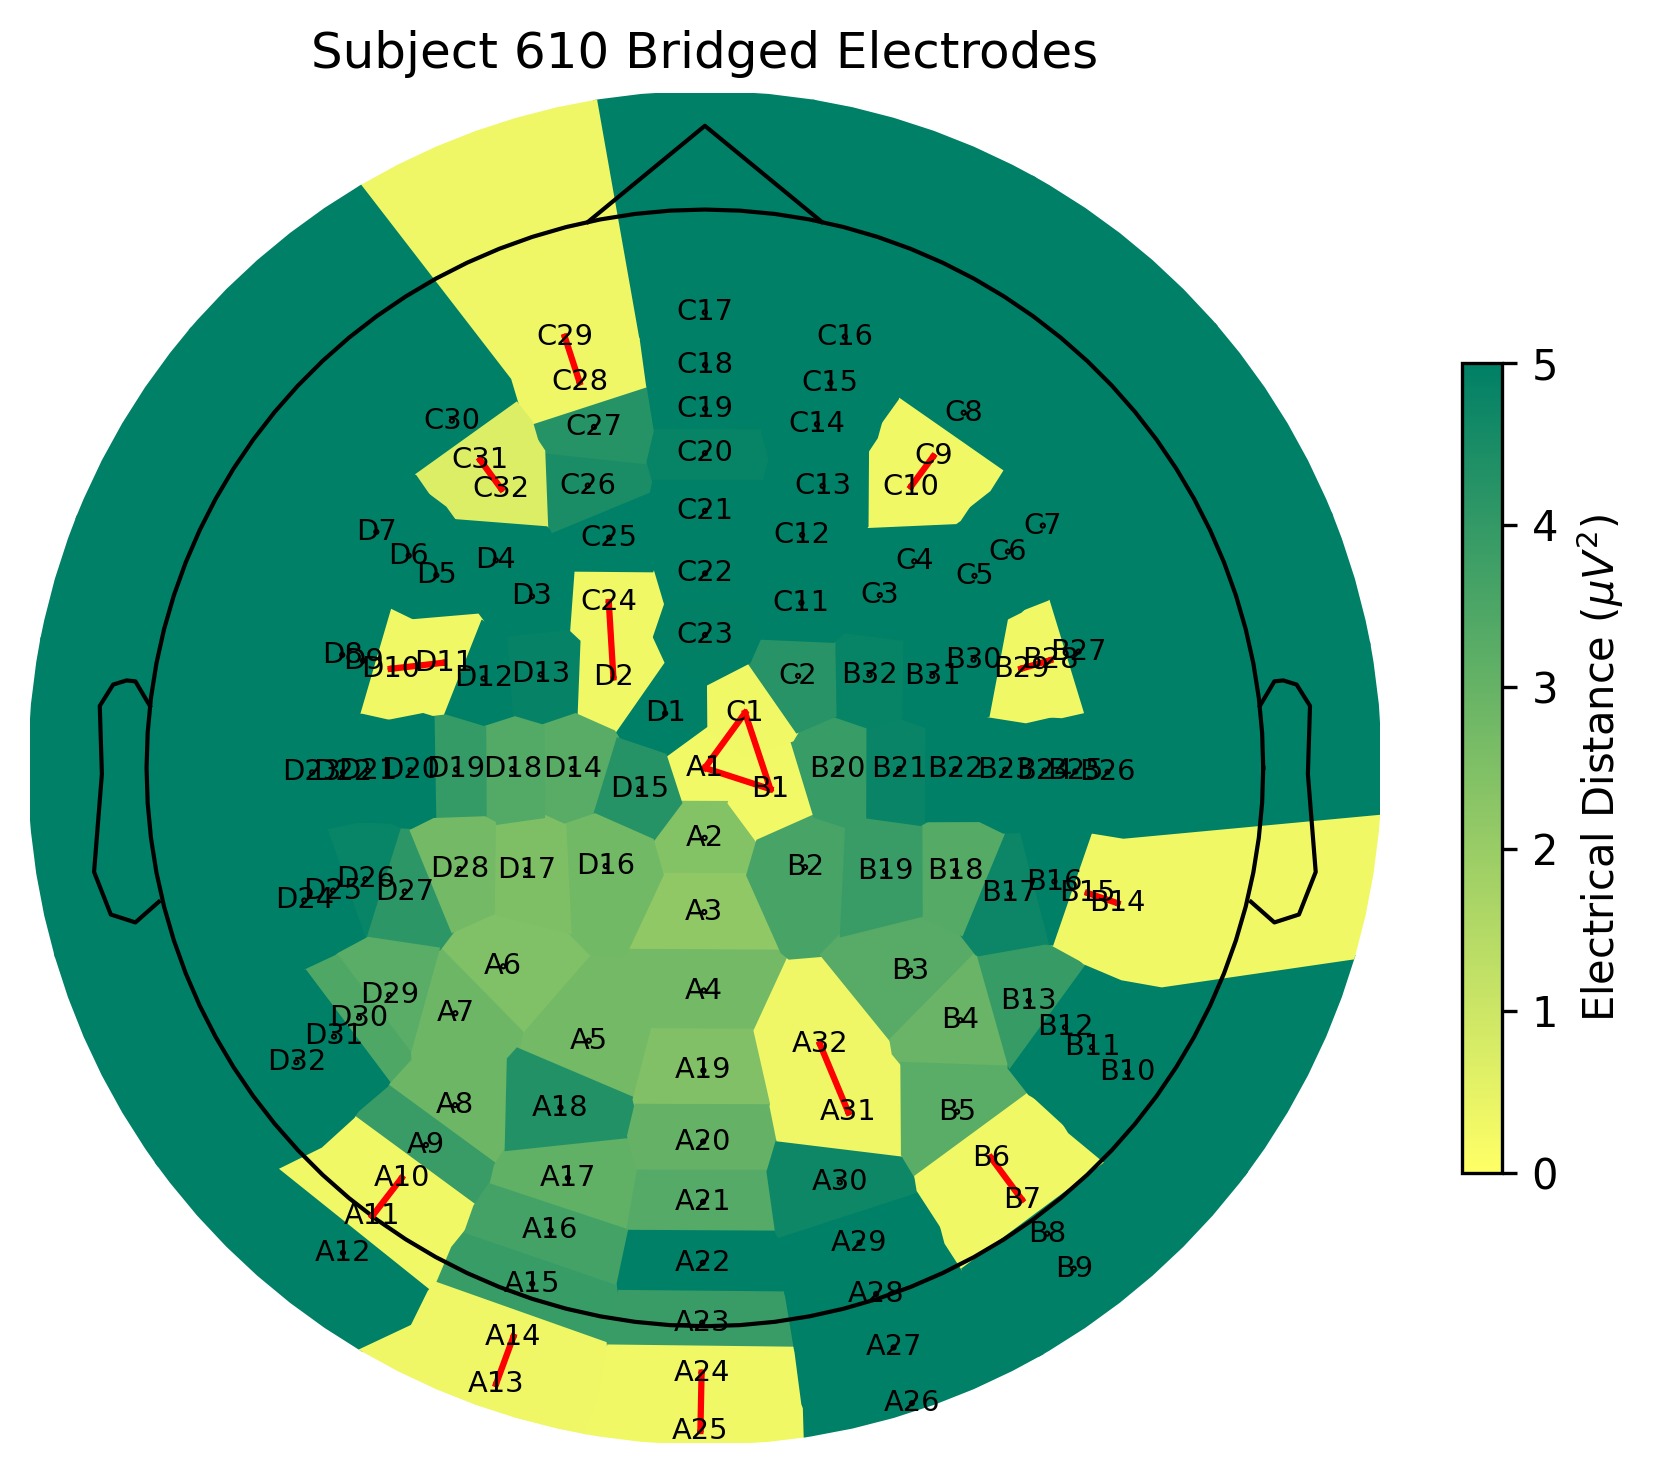 Subject 610 Bridged Electrodes
C17
C29 C16
C18
C28 C15
C19 C8
C30 C27 C14
C20 C9
C31
C32 C26 C13 C10
C21
D7 C25 C12 C7
D6 D4 C4 C6
D5 C22 C5
D3 C24 C11 C3
C23
D8 D9 D10 D11 D12 D13 D2 C2 B32 B31 B30 B29 B28 B27
D1 C1
D23 D22 D21 D20 D19 D18 D14 A1 B20 B21 B22 B23 B24 B25 B26
D15 B1
A2
D26 D28 D17 D16 B2 B19 B18 B16
D24 D25 D27 B17 B15 B14
A3
A6 B3
D29 A4 B13
D30 A7 B4 B12
D31 A5 A32 B11
D32 A19 B10
A8 A18 A31 B5
A9 A20 B6
A10 A17 A30
A11 A21 B7
A16 A29 B8
A12 A22 B9
A15 A28
A23
A14 A27
A13 A24
A26
A25
5
4
3
2
1
0
Electrical Distance (μV²)